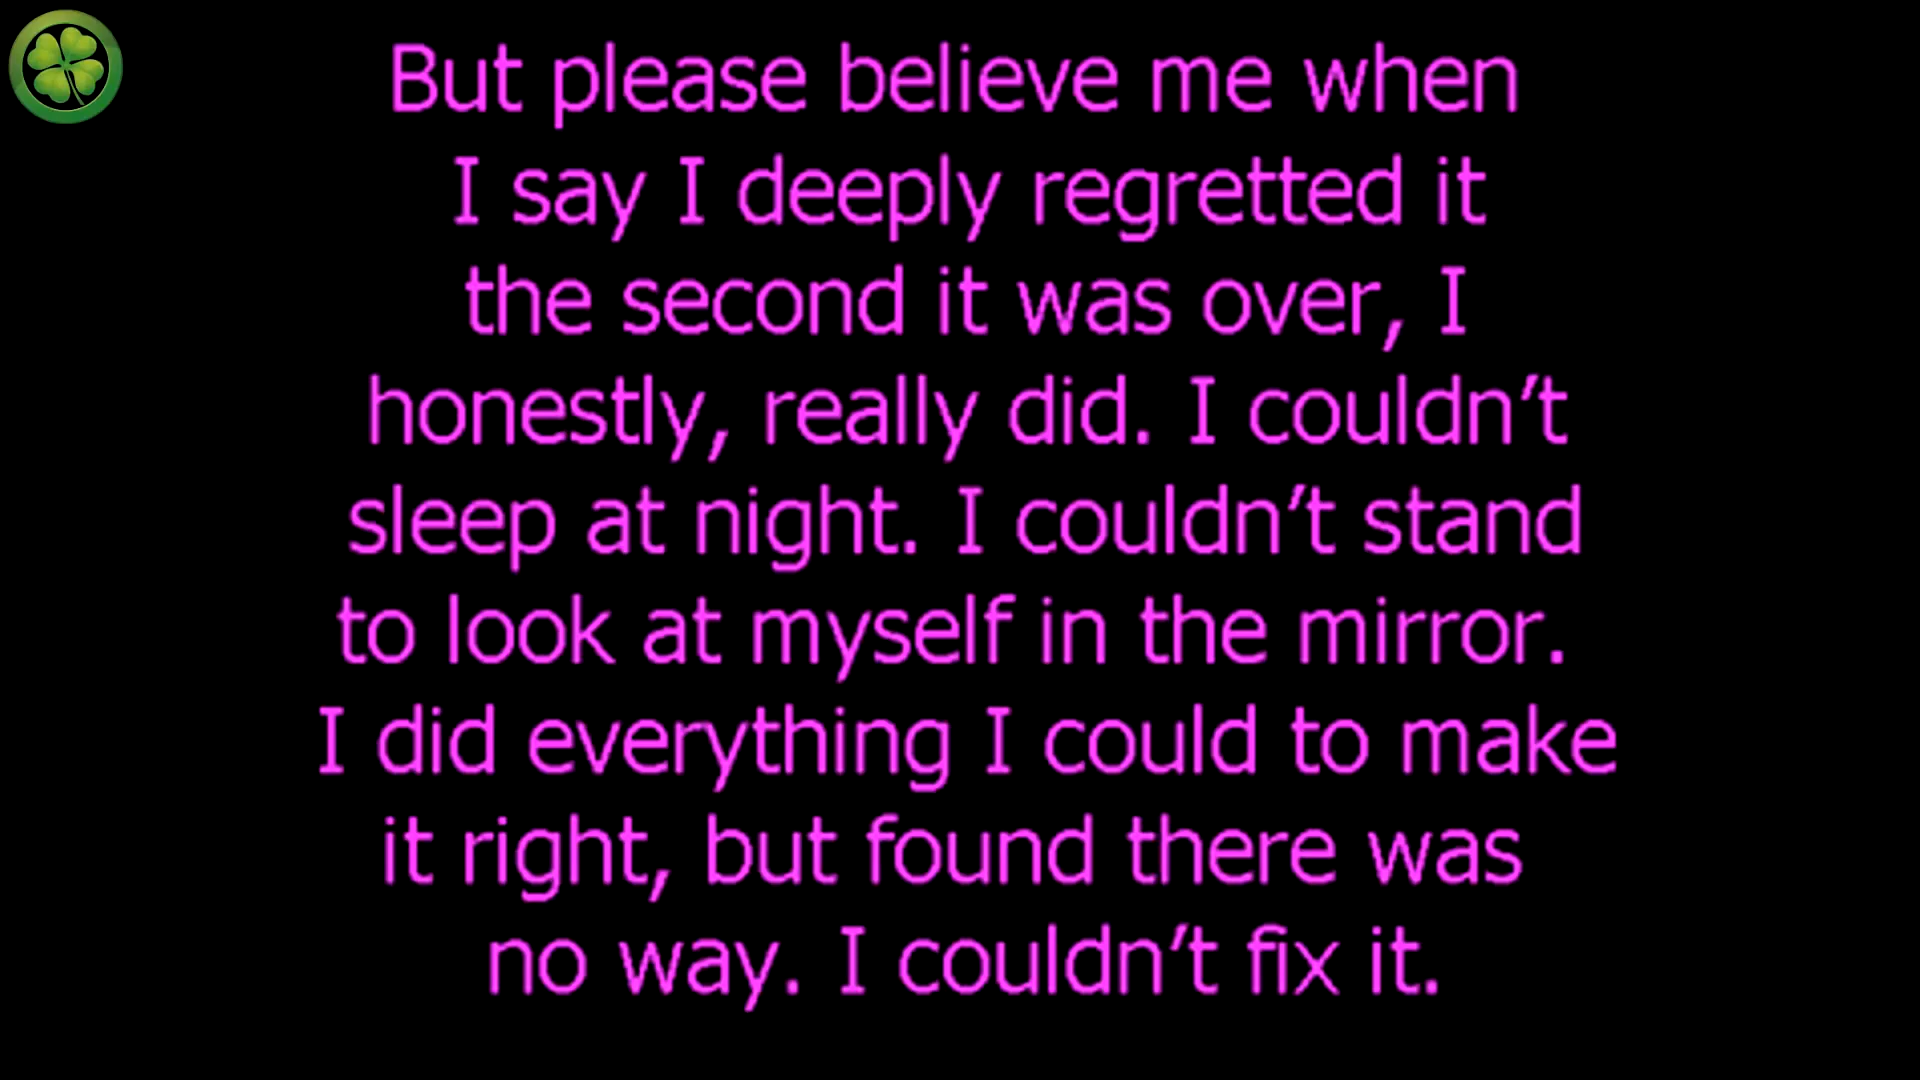 But please believe me when
I say I deeply regretted it
the second it was over, I
honestly, really did. I couldn’t
sleep at night. I couldn’t stand
to look at myself in the mirror.
I did everything I could to make
it right, but found there was
no way. I couldn’t fix it.